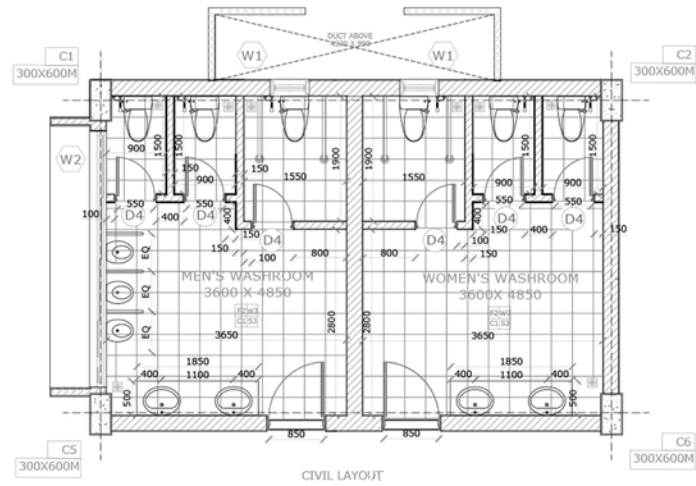 DUCT ABOVE
C1
W1
W1
C2
300X600M
300X600M
W2
900
1500
150
900
1500
150
1550
1900
1900
1550
1500
900
900
1500
100
550
400
550
400
D4
D4
150
150
100
D4
800
800
D4
100
150
400
550
400
550
150
D4
D4
150
EQ
EQ
EQ
MEN'S WASHROOM
3600 X 4850
WOMEN'S WASHROOM
3600X 4850
3650
2800
2800
3650
1850
400
1100
400
500
1850
400
1100
400
500
850
850
C5
300X600M
C6
300X600M
CIVIL LAYOUT